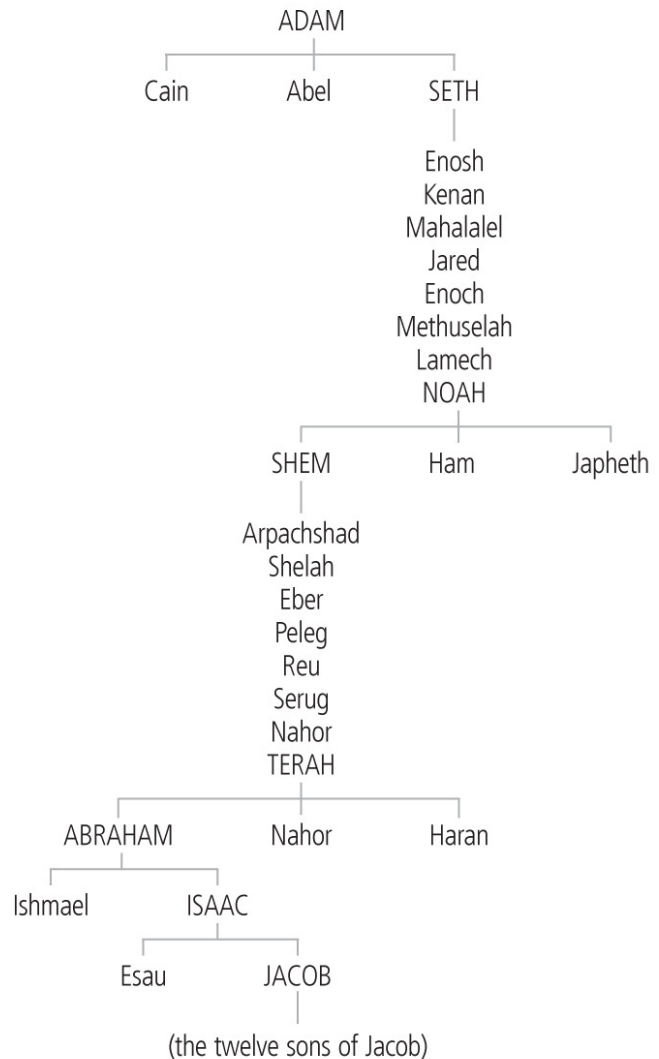 ADAM
Cain Abel SETH
Enosh
Kenan
Mahalalel
Jared
Enoch
Methuselah
Lamech
NOAH
SHEM Ham Japheth
Arpachshad
Shelah
Eber
Peleg
Reu
Serug
Nahor
TERAH
ABRAHAM Nahor Haran
Ishmael ISAAC
Esau JACOB
(the twelve sons of Jacob)